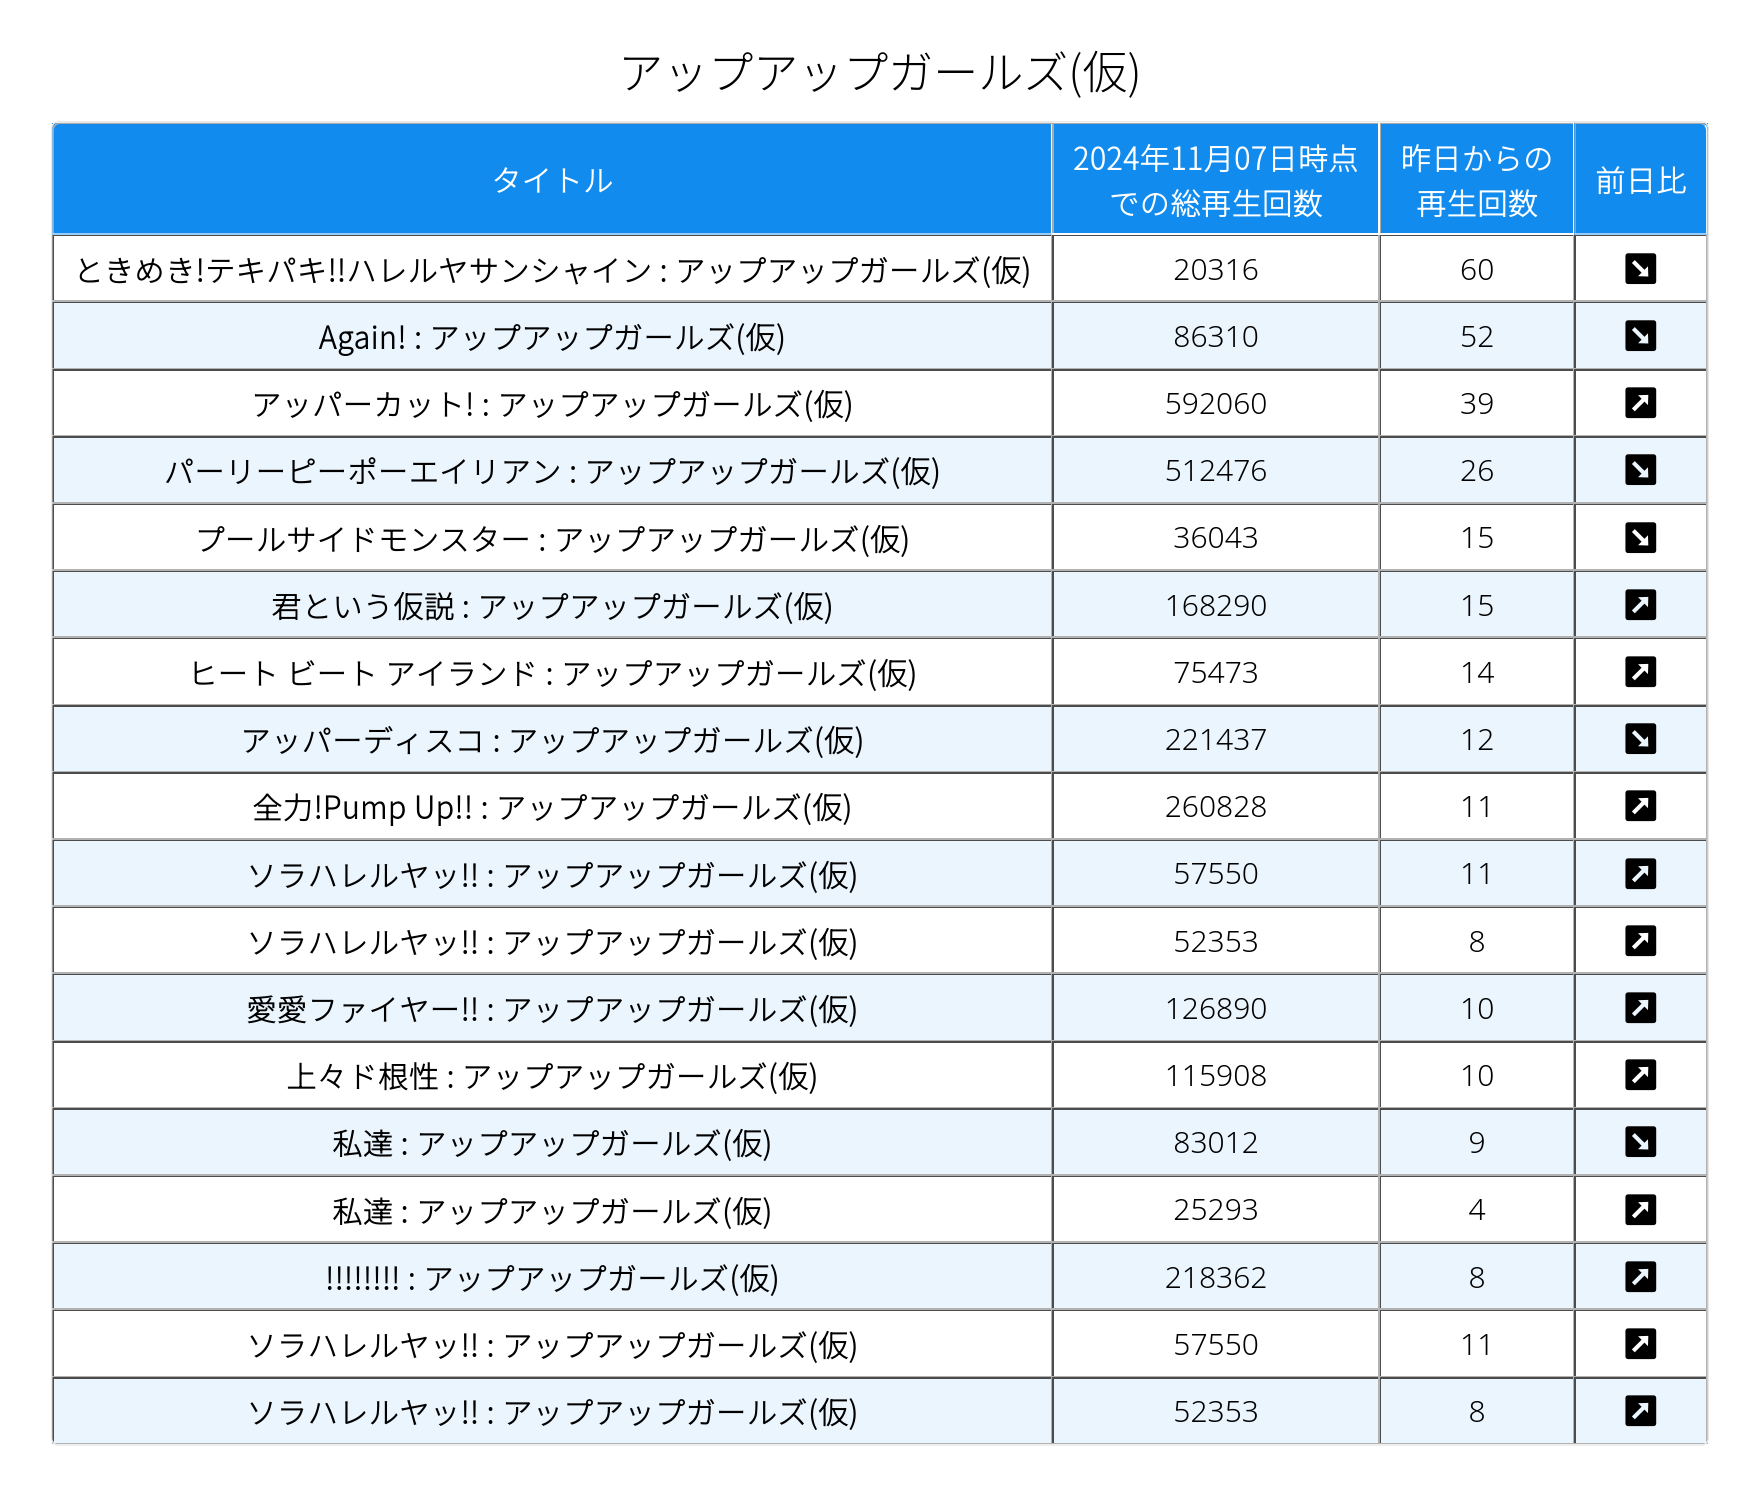 アップアップガールズ(仮)
タイトル 2024年11月07日時点での総再生回数 昨日からの再生回数 前日比
ときめき!テキパキ!!ハレルヤサンシャイン : アップアップガールズ(仮) 20316 60 ↘
Again! : アップアップガールズ(仮) 86310 52 ↘
アッパーカット! : アップアップガールズ(仮) 592060 39 ↗
パーリーピーポーエイリアン : アップアップガールズ(仮) 512476 26 ↘
プールサイドモンスター : アップアップガールズ(仮) 36043 15 ↘
君という仮説 : アップアップガールズ(仮) 168290 15 ↗
ヒート ビート アイランド : アップアップガールズ(仮) 75473 14 ↗
アッパーディスコ : アップアップガールズ(仮) 221437 12 ↘
全力!Pump Up!! : アップアップガールズ(仮) 260828 11 ↗
ソラハレルヤッ!! : アップアップガールズ(仮) 57550 11 ↗
ソラハレルヤッ!! : アップアップガールズ(仮) 52353 8 ↗
愛愛ファイヤー!! : アップアップガールズ(仮) 126890 10 ↗
上々ド根性 : アップアップガールズ(仮) 115908 10 ↗
私達 : アップアップガールズ(仮) 83012 9 ↘
私達 : アップアップガールズ(仮) 25293 4 ↗
!!!!!!!! : アップアップガールズ(仮) 218362 8 ↗
ソラハレルヤッ!! : アップアップガールズ(仮) 57550 11 ↗
ソラハレルヤッ!! : アップアップガールズ(仮) 52353 8 ↗